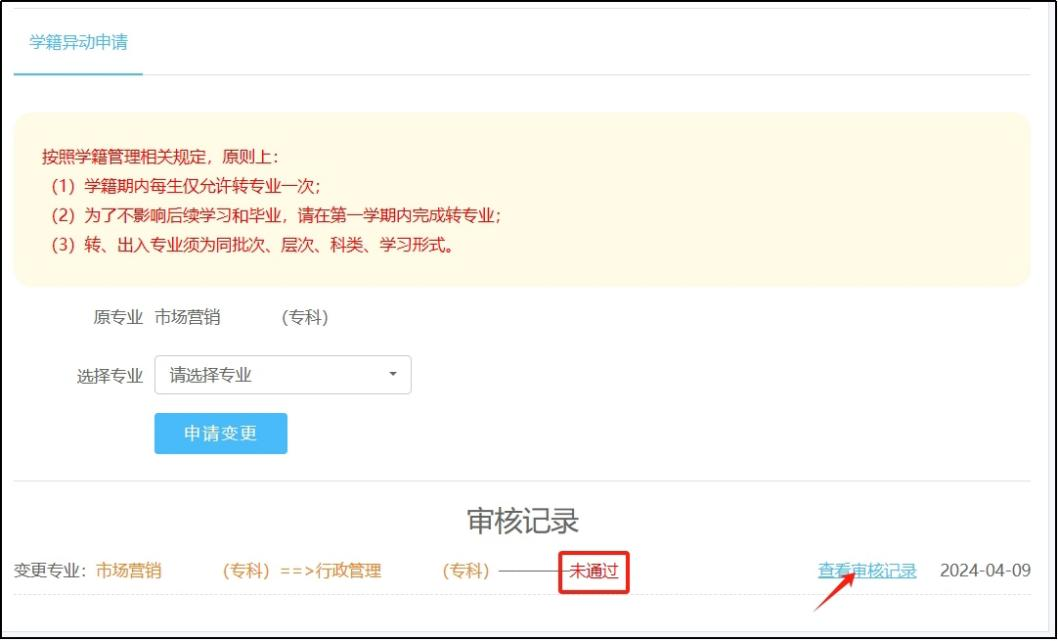 学籍异动申请
按照学籍管理相关规定，原则上：
（1）学籍期内每生仅允许转专业一次；
（2）为了不影响后续学习和毕业，请在第一学期内完成转专业；
（3）转、出入专业须为同批次、层次、科类、学习形式。
原专业 市场营销 （专科）
选择专业 请选择专业
申请变更
审核记录
变更专业：市场营销 （专科）==>行政管理 （专科）————未通过 查看审核记录 2024-04-09